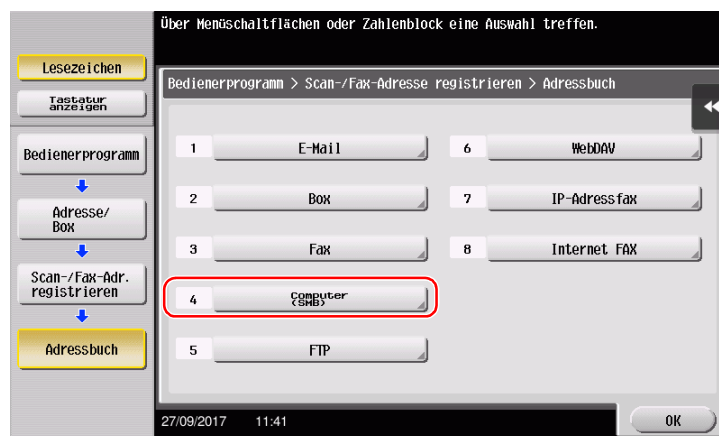 Über Menüschaltflächen oder Zahlenblock eine Auswahl treffen.
Lesezeichen
Tastatur
anzeigen
Bedienerprogramm
Adresse/
Box
Scan-/Fax-Adr.
registrieren
Adressbuch
Bedienerprogramm > Scan-/Fax-Adresse registrieren > Adressbuch
1 E-Mail
2 Box
3 Fax
4 Computer
(SMB)
5 FTP
6 WebDAV
7 IP-Adressfax
8 Internet FAX
27/09/2017 11:41
OK